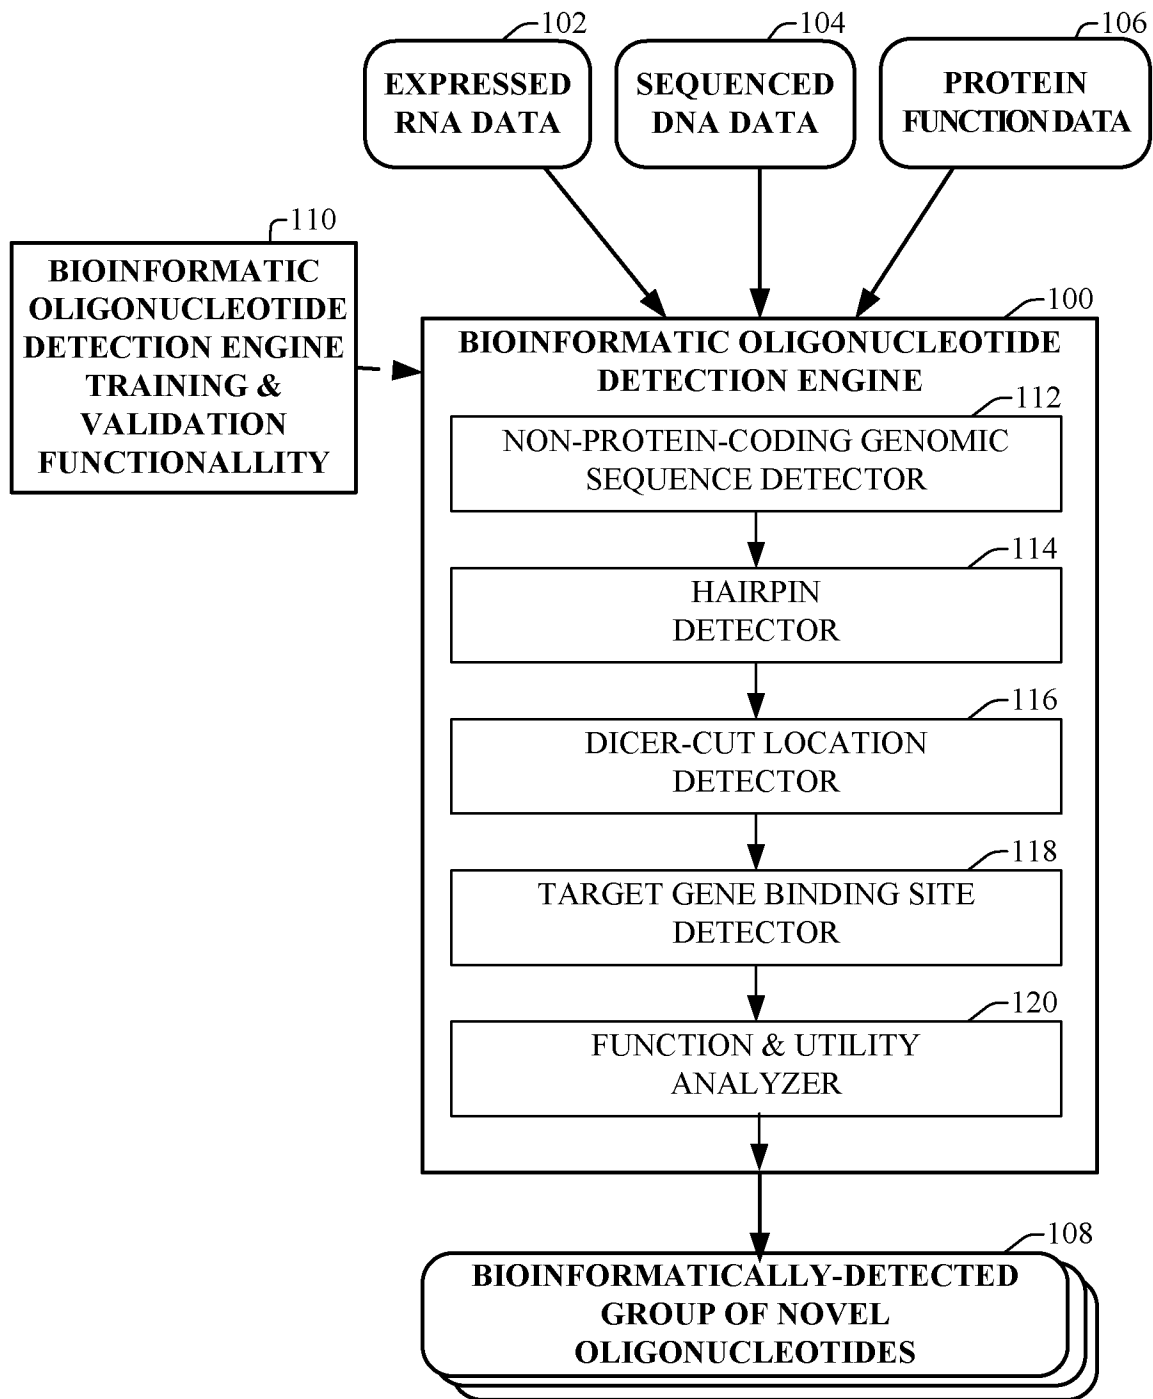 102
104
106
EXPRESSED
RNA DATA
SEQUENCED
DNA DATA
PROTEIN
FUNCTION DATA
110
BIOINFORMATIC
OLIGONUCLEOTIDE
DETECTION ENGINE
TRAINING &
VALIDATION
FUNCTIONALLITY
100
BIOINFORMATIC OLIGONUCLEOTIDE
DETECTION ENGINE
112
NON-PROTEIN-CODING GENOMIC
SEQUENCE DETECTOR
114
HAIRPIN
DETECTOR
116
DICER-CUT LOCATION
DETECTOR
118
TARGET GENE BINDING SITE
DETECTOR
120
FUNCTION & UTILITY
ANALYZER
108
BIOINFORMATICALLY-DETECTED
GROUP OF NOVEL
OLIGONUCLEOTIDES